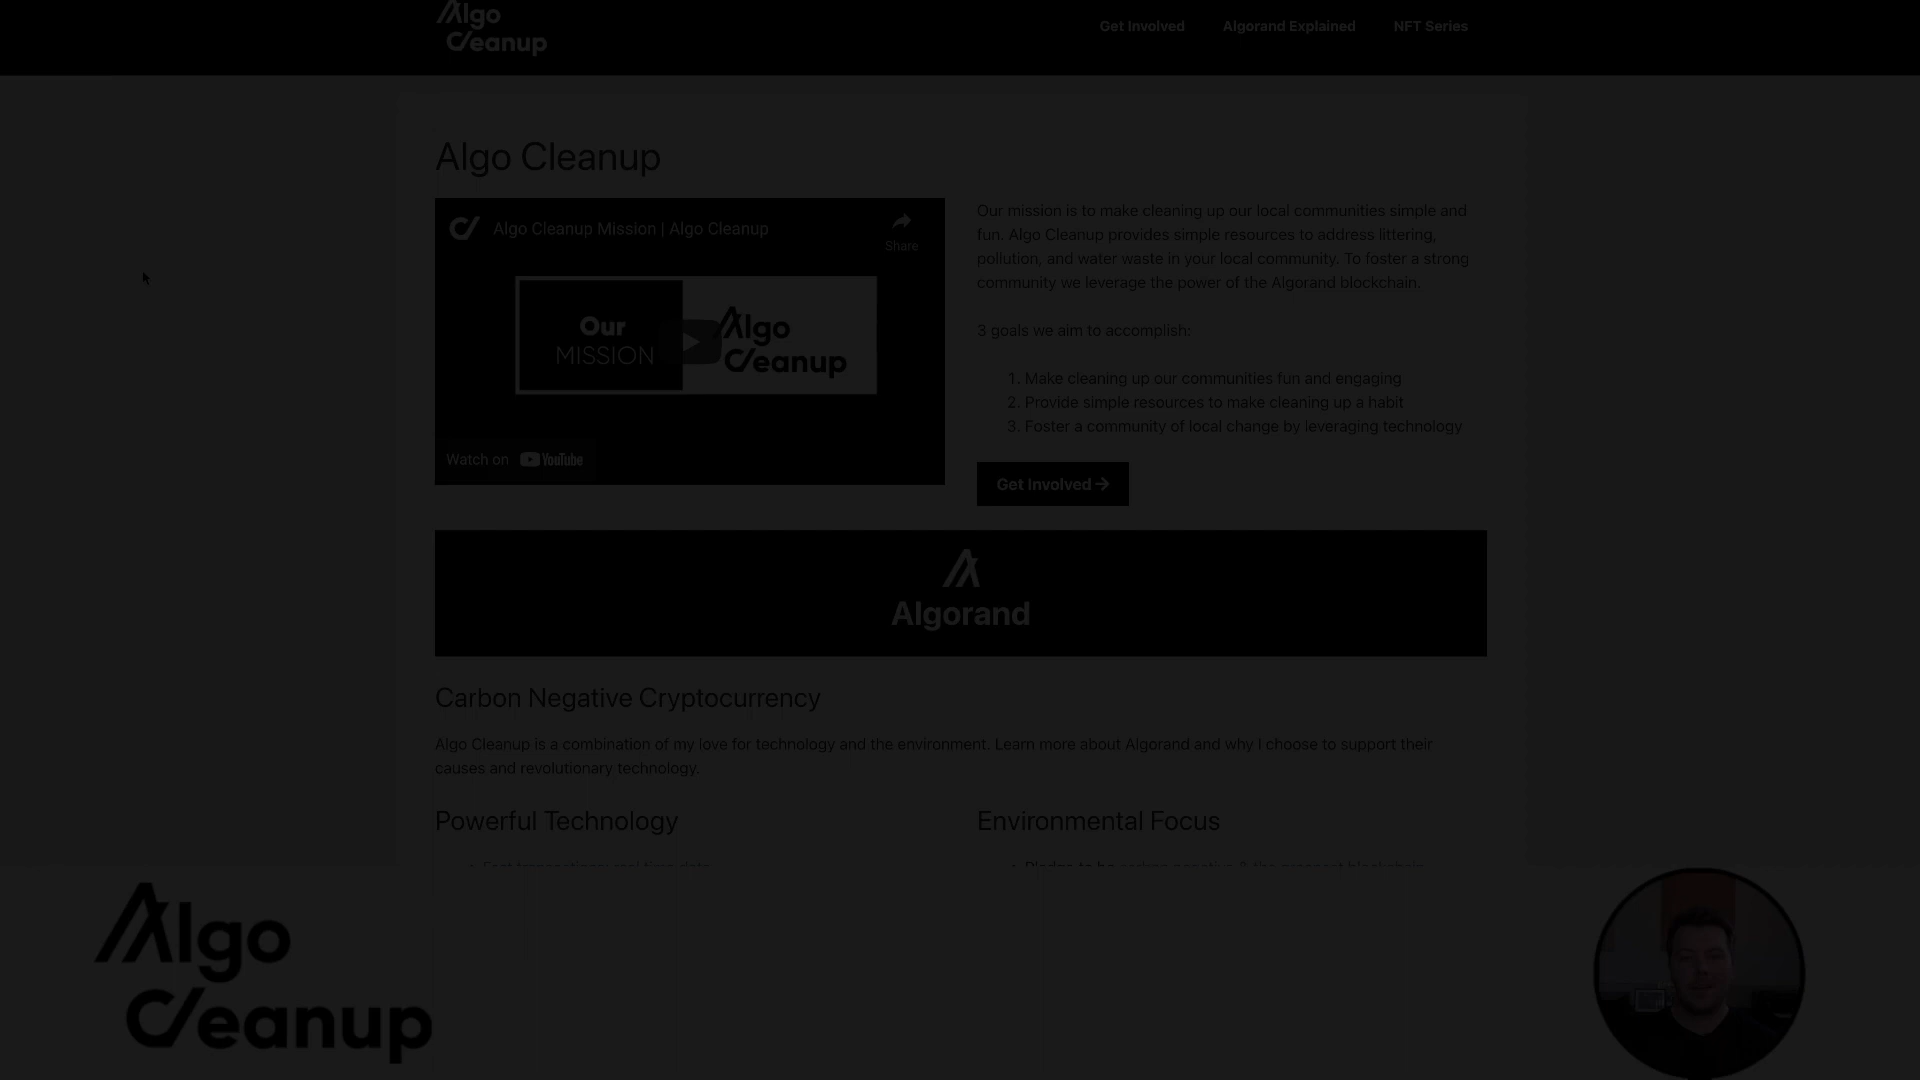 Algo
Cleanup
Get Involved
Algorand Explained
NFT Series
Algo Cleanup
Algo Cleanup Mission | Algo Cleanup
Share
Our
MISSION
Algo
Cleanup
Watch on YouTube
Our mission is to make cleaning up our local communities simple and
fun. Algo Cleanup provides simple resources to address littering,
pollution, and water waste in your local community. To foster a strong
community we leverage the power of the Algorand blockchain.
3 goals we aim to accomplish:
1. Make cleaning up our communities fun and engaging
2. Provide simple resources to make cleaning up a habit
3. Foster a community of local change by leveraging technology
Get Involved →
Algorand
Carbon Negative Cryptocurrency
Algo Cleanup is a combination of my love for technology and the environment. Learn more about Algorand and why I choose to support their
causes and revolutionary technology.
Powerful Technology
Environmental Focus
Algo
Cleanup